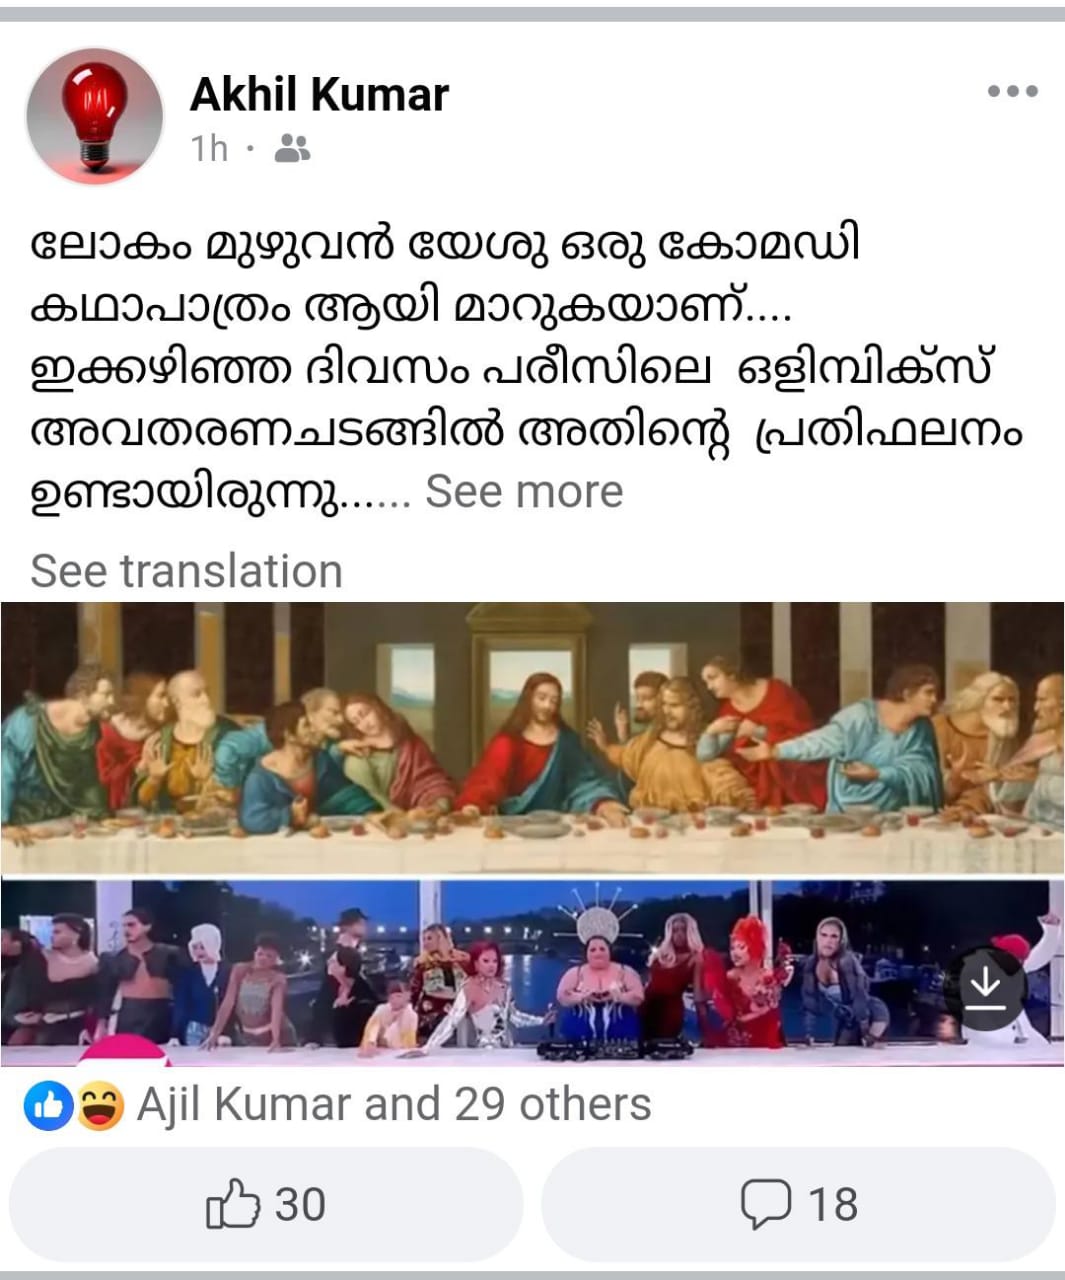 Akhil Kumar
1h ·
ലോകം മുഴുവൻ യേശു ഒരു കോമഡി
കഥാപാത്രം ആയി മാറുകയാണ്....
ഇക്കഴിഞ്ഞ ദിവസം പരീസിലെ ഒളിമ്പിക്സ്
അവതരണചടങ്ങിൽ അതിന്റെ പ്രതിഫലനം
ഉണ്ടായിരുന്നു...... See more
See translation
Ajil Kumar and 29 others
30
18